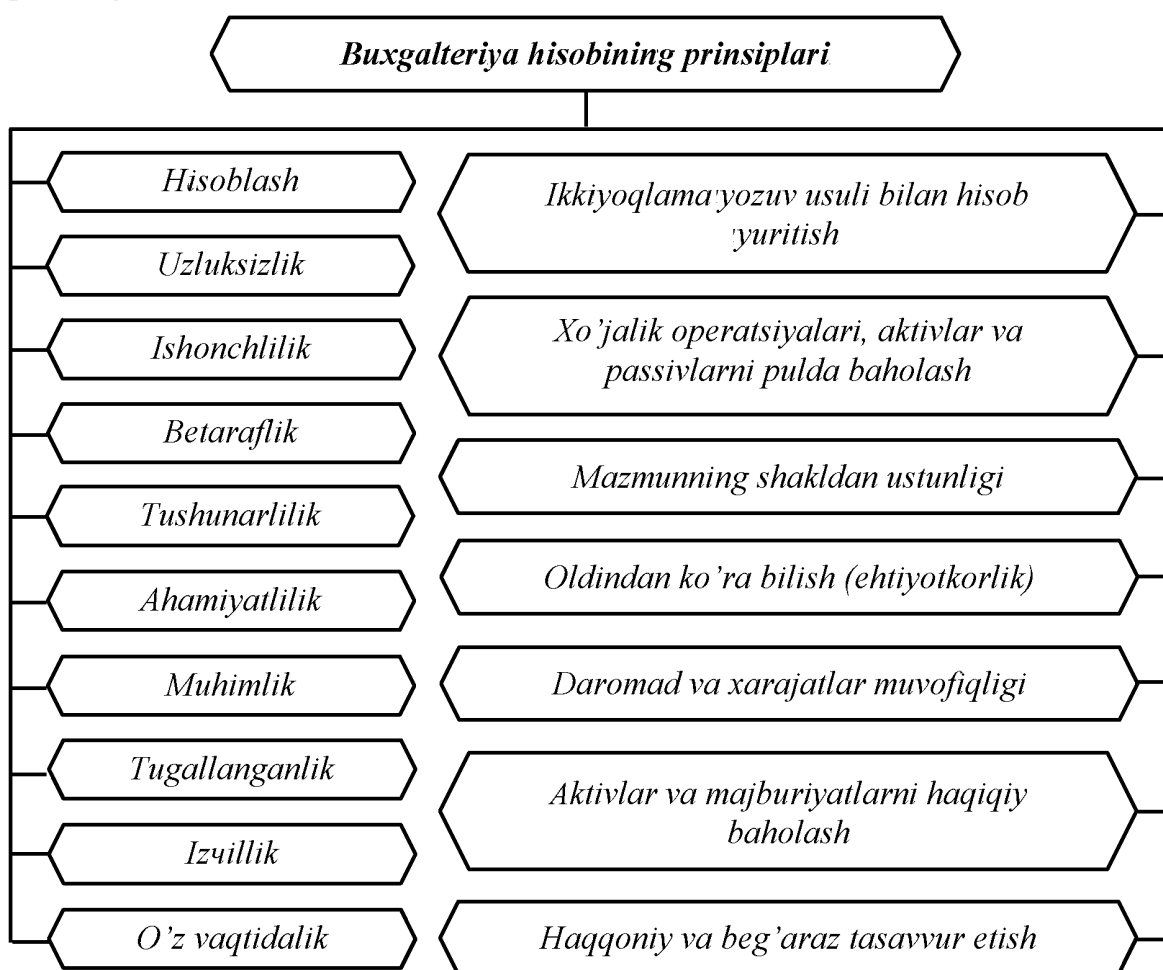 Buxgalteriya hisobining prinsiplari
Hisoblash
Uzluksizlik
Ishonchlilik
Betaraflik
Tushunarlilik
Ahamiyatlilik
Muhimlik
Tugallanganlik
Izчillik
O’z vaqtidalik
Ikkiyoqlama yozuv usuli bilan hisob
yuritish
Xo’jalik operatsiyalari, aktivlar va
passivlarni pulda baholash
Mazmunning shakldan ustunligi
Oldindan ko’ra bilish (ehtiyotkorlik)
Daromad va xarajatlar muvofiqligi
Aktivlar va majburiyatlarni haqiqiy
baholash
Haqqoniy va beg’araz tasavvur etish